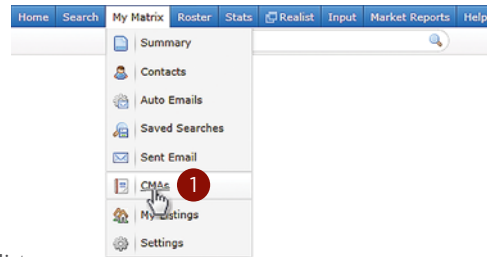 Home Search My Matrix Roster Stats Realist Input Market Reports Help
Summary
Contacts
Auto Emails
Saved Searches
Sent Email
CMAs 1
My Listings
Settings